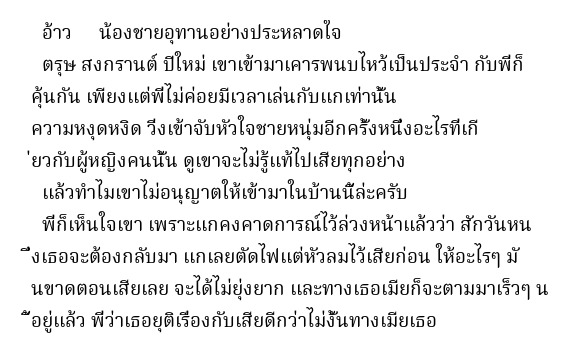 อ้าว น้องชายอุทานอย่างประหลาดใจ
ตรุษ สงกรานต์ ปีใหม่ เขาเข้ามาเคารพนบไหว้เป็นประจำ กับพี่ก็
คุ้นกัน เพียงแต่พี่ไม่ค่อยมีเวลาเล่นกับแกเท่านั้น
ความหงุดหงิด วิ่งเข้าจับหัวใจชายหนุ่มอีกครั้งหนึ่งอะไรที่เกี
่ยวกับผู้หญิงคนนั้น ดูเขาจะไม่รู้แท้ไปเสียทุกอย่าง
แล้วทำไมเขาไม่อนุญาตให้เข้ามาในบ้านนี้ล่ะครับ
พี่ก็เห็นใจเขา เพราะแกคงคาดการณ์ไว้ล่วงหน้าแล้วว่า สักวันหน
ึ่งเธอจะต้องกลับมา แกเลยตัดไฟแต่หัวลมไว้เสียก่อน ให้อะไรๆ มั
นขาดตอนเสียเลย จะได้ไม่ยุ่งยาก และทางเธอเมียก็จะตามมาเร็วๆ น
ี้อยู่แล้ว พี่ว่าเธอยุติเรื่องกับเสียดีกว่าไม่งั้นทางเมียเธอ